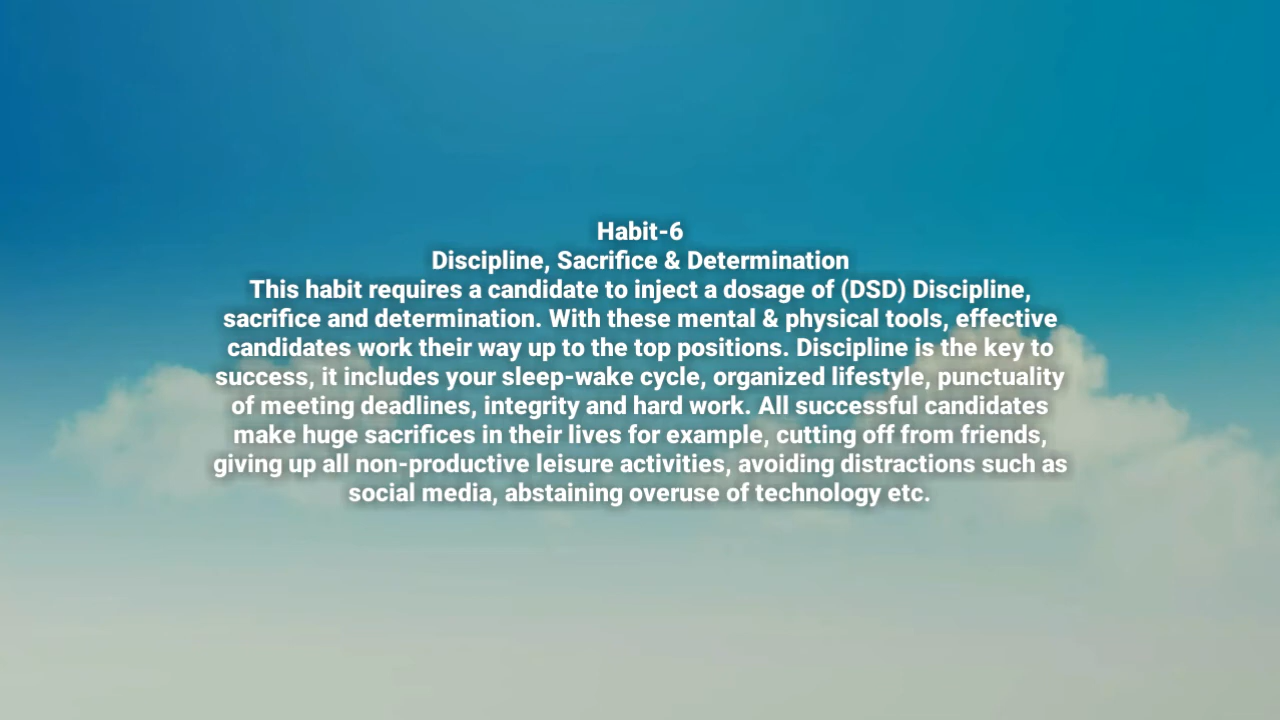 Habit-6
Discipline, Sacrifice & Determination
This habit requires a candidate to inject a dosage of (DSD) Discipline,
sacrifice and determination. With these mental & physical tools, effective
candidates work their way up to the top positions. Discipline is the key to
success, it includes your sleep-wake cycle, organized lifestyle, punctuality
of meeting deadlines, integrity and hard work. All successful candidates
make huge sacrifices in their lives for example, cutting off from friends,
giving up all non-productive leisure activities, avoiding distractions such as
social media, abstaining overuse of technology etc.